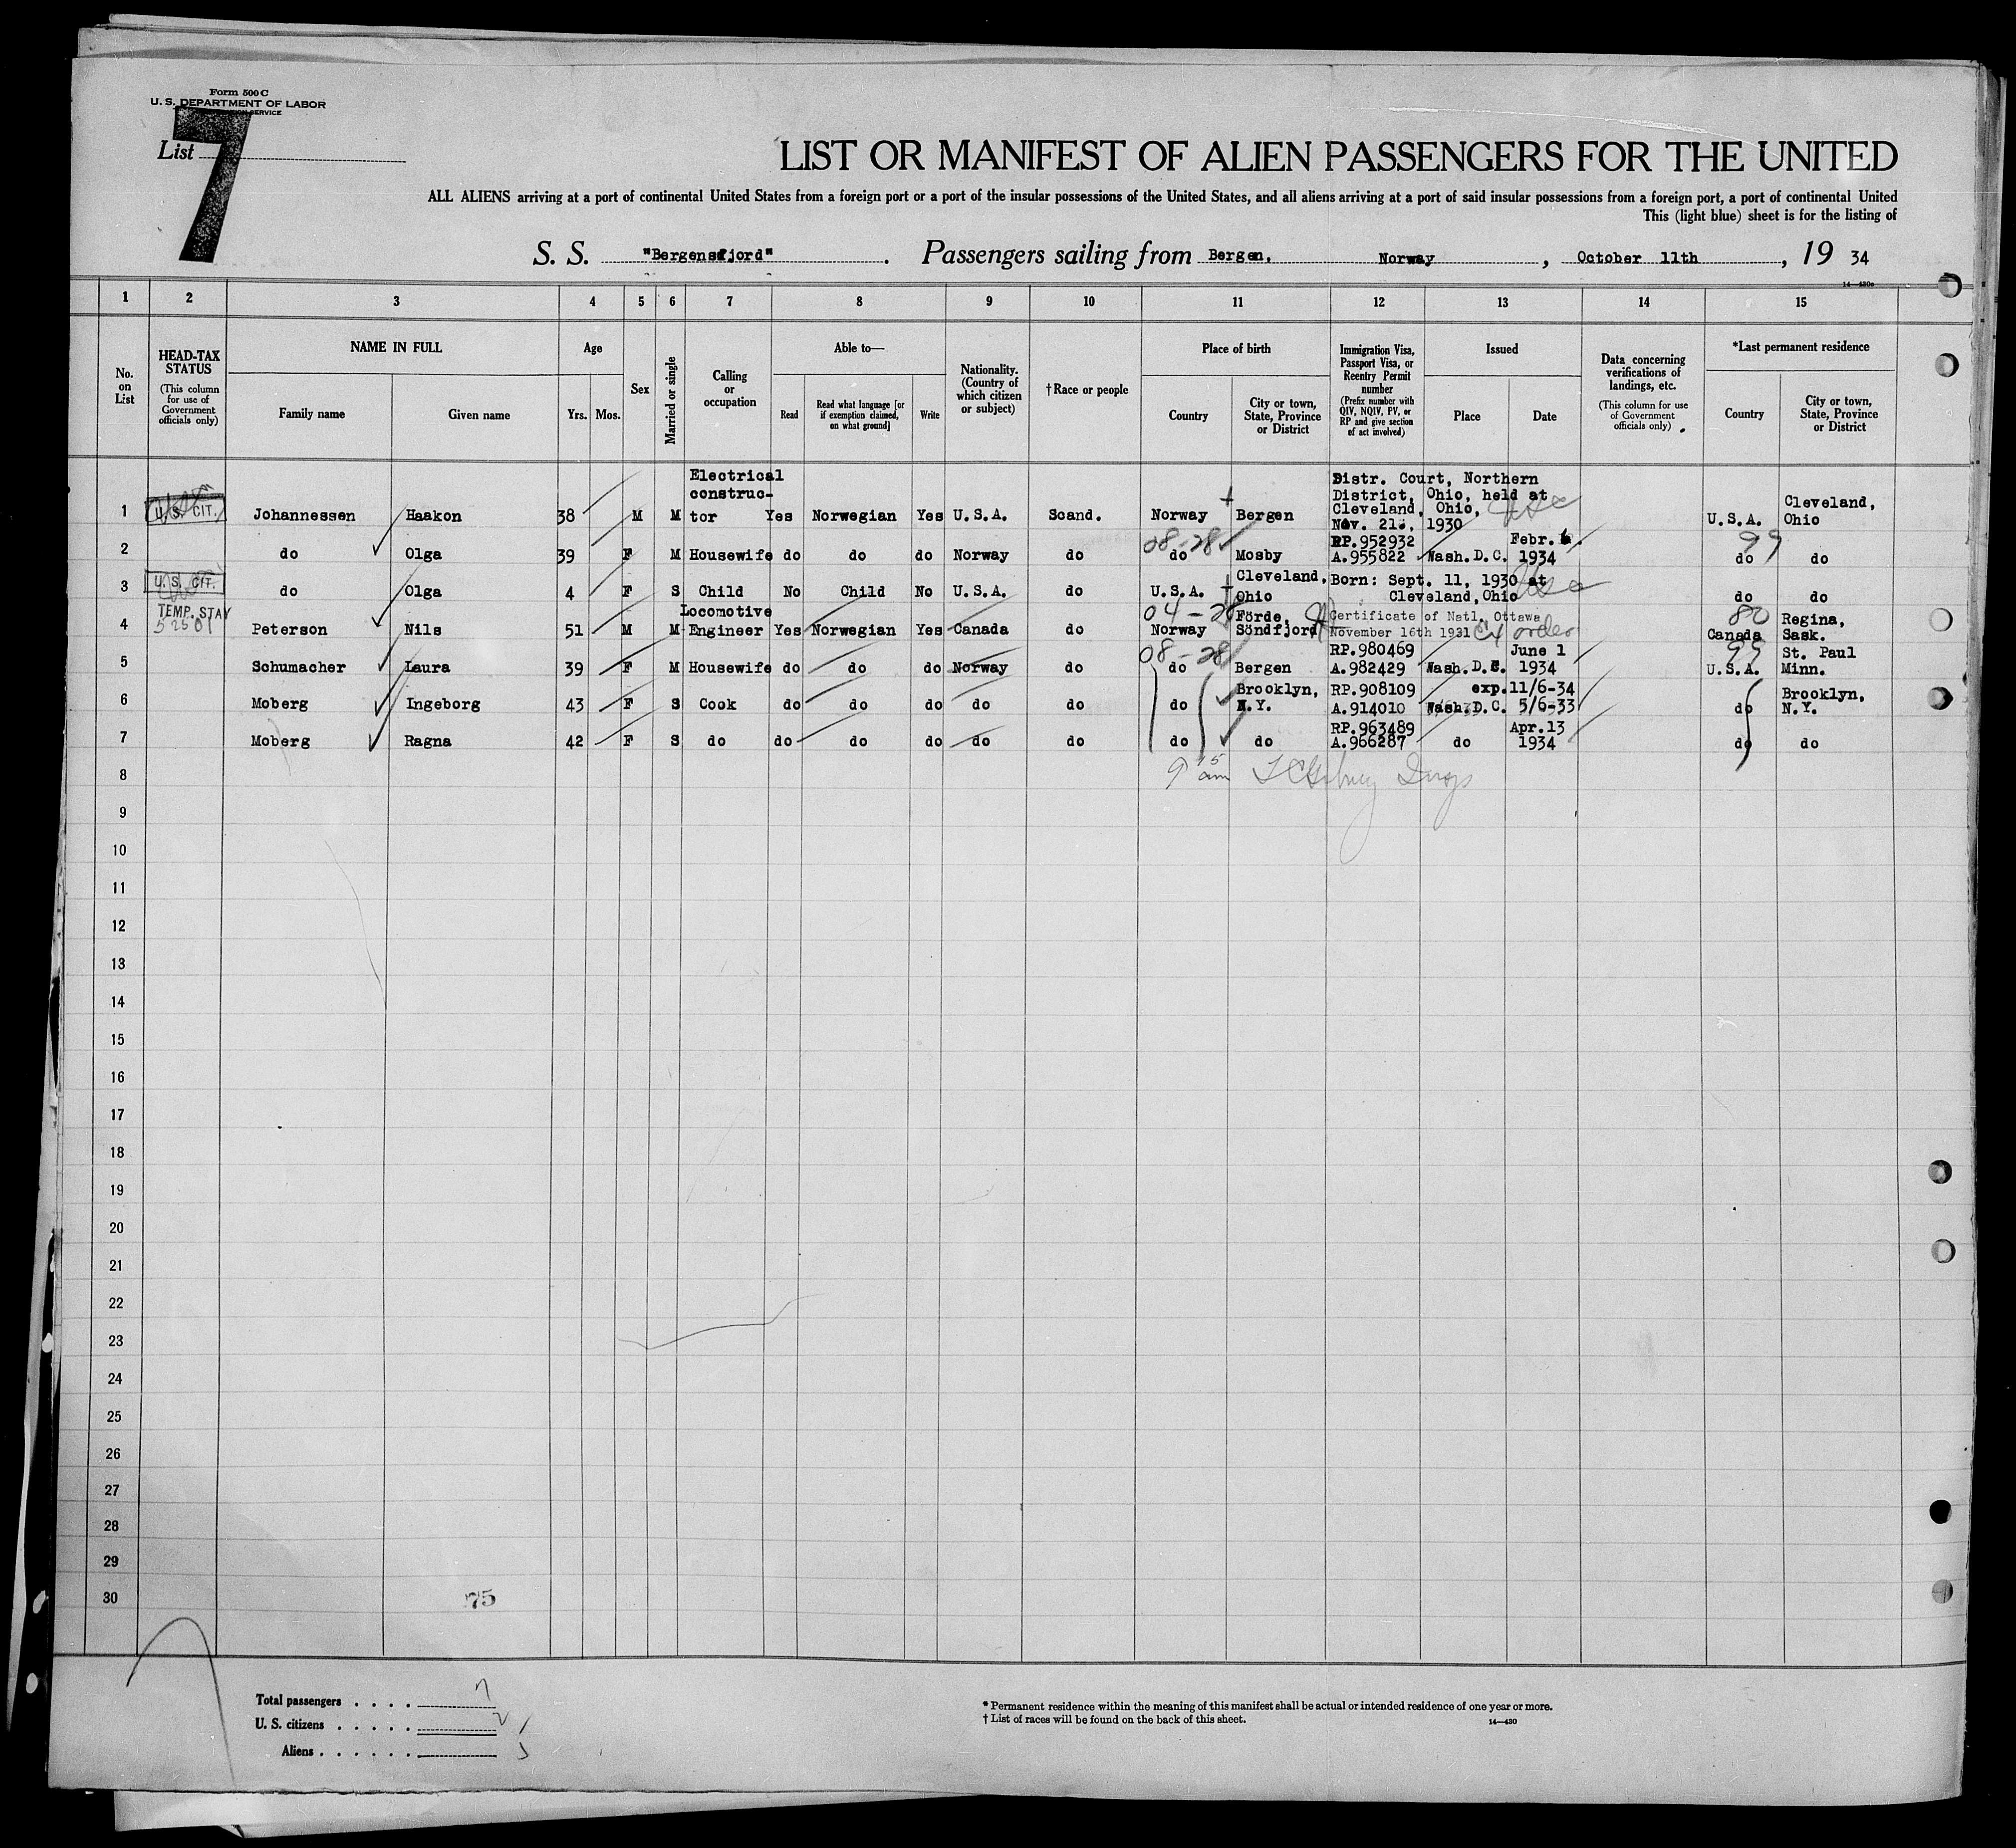 Form 500 C
U. S. DEPARTMENT OF LABOR
SERVICE
List 7
LIST OR MANIFEST OF ALIEN PASSENGERS FOR THE UNITED
ALL ALIENS arriving at a port of continental United States from a foreign port or a port of the insular possessions of the United States, and all aliens arriving at a port of said insular possessions from a foreign port, a port of continental United
This (light blue) sheet is for the listing of
S. S. "Bergensfjord". Passengers sailing from Bergen, Norway, October 11th, 19 34
14—430a
1 2 3 4 5 6 7 8 9 10 11 12 13 14 15
No. on List
HEAD-TAX STATUS (This column for use of Government officials only)
NAME IN FULL
Family name Given name
Age
Yrs. Mos.
Sex
Married or single
Calling or occupation
Able to—
Read Read what language [or if exemption claimed, on what ground] Write
Nationality. (Country of which citizen or subject)
† Race or people
Place of birth
Country City or town, State, Province or District
Immigration Visa, Passport Visa, or Reentry Permit number (Prefix number with QIV, NQIV, PV, or RP and give section of act involved)
Issued
Place Date
Data concerning verifications of landings, etc. (This column for use of Government officials only)
*Last permanent residence
Country City or town, State, Province or District
1 U.S. CIT. Johannessen Haakon 38 M M Electrical construc-tor Yes Norwegian Yes U.S.A. Scand. Norway Bergen Distr. Court, Northern District, Ohio, held at Cleveland, Ohio, Nov. 21., 1930 U.S.A. Cleveland, Ohio
2 do Olga 39 F M Housewife do do do Norway do 08-28 do Mosby RP.952932 A.955822 Wash.D.C. Febr. 1934 99 do do
3 U.S. CIT. do Olga 4 F S Child No Child No U.S.A. do U.S.A. Cleveland, Ohio Born: Sept. 11, 1930 at Cleveland,Ohio do do
4 TEMP. STAY Peterson Nils 51 M M Locomotive Engineer Yes Norwegian Yes Canada do 04-28 Norway Förde, Söndfjord Certificate of Natl. Ottawa November 16th 1931 order 80 Canada Regina, Sask.
5 Schumacher Laura 39 F M Housewife do do do Norway do 08-28 do Bergen RP.980469 A.982429 Wash.D.C. June 1 1934 99 U.S.A. St. Paul Minn.
6 Moberg Ingeborg 43 F S Cook do do do do do do Brooklyn, N.Y. RP.908109 A.914010 Wash.D.C. exp.11/6-34 5/6-33 do Brooklyn, N.Y.
7 Moberg Ragna 42 F S do do do do do do do do RP.963489 A.966287 do Apr.13 1934 do do
8 9 15 am
9
10
11
12
13
14
15
16
17
18
19
20
21
22
23
24
25
26
27
28
29
30
75
Total passengers . . . . 7
U. S. citizens . . . . . 2
Aliens . . . . . . 5
* Permanent residence within the meaning of this manifest shall be actual or intended residence of one year or more.
† List of races will be found on the back of this sheet.
14—430